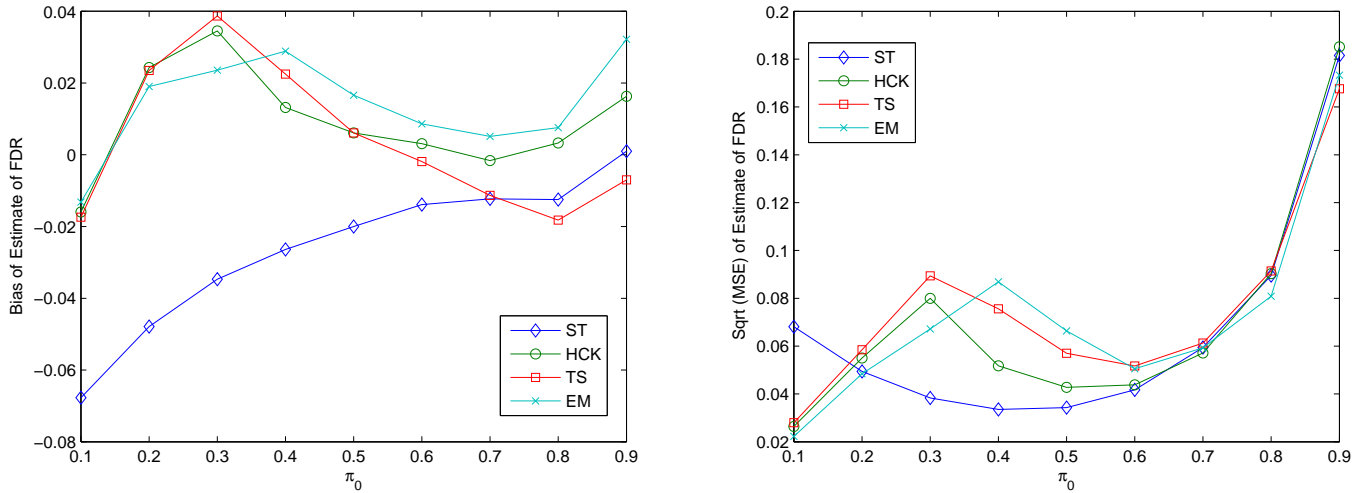 0.04
0.02
0
−0.02
−0.04
−0.06
−0.08
Bias of Estimate of FDR
ST
HCK
TS
EM
0.1 0.2 0.3 0.4 0.5 0.6 0.7 0.8 0.9
π0
0.2
0.18
0.16
0.14
0.12
0.1
0.08
0.06
0.04
0.02
Sqrt (MSE) of Estimate of FDR
ST
HCK
TS
EM
0.1 0.2 0.3 0.4 0.5 0.6 0.7 0.8 0.9
π0